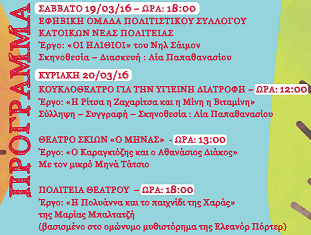 ΠΡΟΓΡΑΜΜΑ
ΣΑΒΒΑΤΟ 19/03/16 – ΩΡΑ: 18:00
ΕΦΗΒΙΚΗ ΟΜΑΔΑ ΠΟΛΙΤΙΣΤΙΚΟΥ ΣΥΛΛΟΓΟΥ
ΚΑΤΟΙΚΩΝ ΝΕΑΣ ΠΟΛΙΤΕΙΑΣ
Έργο: «ΟΙ ΗΛΙΘΙΟΙ» του Νηλ Σάιμον
Σκηνοθεσία – Διασκευή : Λία Παπαθανασίου
ΚΥΡΙΑΚΗ 20/03/16
ΚΟΥΚΛΟΘΕΑΤΡΟ ΓΙΑ ΤΗΝ ΥΓΙΕΙΝΗ ΔΙΑΤΡΟΦΗ – ΩΡΑ: 12:00
Έργο: «Η Ρίτσα η Ζαχαρίτσα και η Μίνη η Βιταμίνη»
Σύλληψη – Συγγραφή – Σκηνοθεσία : Λία Παπαθανασίου
ΘΕΑΤΡΟ ΣΚΙΩΝ «Ο ΜΗΝΑΣ» - ΩΡΑ: 13:00
Έργο: «Ο Καραγκιόζης και ο Αθανάσιος Διάκος»
Με τον μικρό Μηνά Τάτσιο
ΠΟΛΙΤΕΙΑ ΘΕΑΤΡΟΥ – ΩΡΑ: 18:00
Έργο: «Η Πολυάννα και το παιχνίδι της Χαράς»
της Μαρίας Μπαλτατζή
(βασισμένο στο ομώνυμο μυθιστόρημα της Ελεανόρ Πόρτερ)